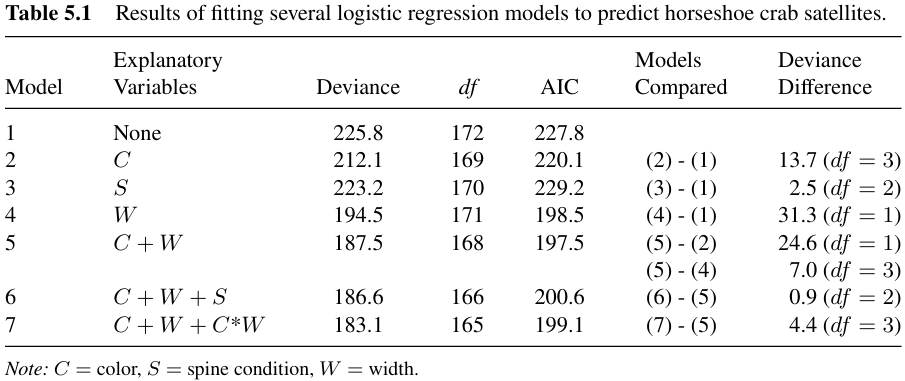 Table 5.1 Results of fitting several logistic regression models to predict horseshoe crab satellites.
Explanatory Models Deviance
Model Variables Deviance df AIC Compared Difference
1 None 225.8 172 227.8
2 C 212.1 169 220.1 (2) - (1) 13.7 (df = 3)
3 S 223.2 170 229.2 (3) - (1) 2.5 (df = 2)
4 W 194.5 171 198.5 (4) - (1) 31.3 (df = 1)
5 C + W 187.5 168 197.5 (5) - (2) 24.6 (df = 1)
(5) - (4) 7.0 (df = 3)
6 C + W + S 186.6 166 200.6 (6) - (5) 0.9 (df = 2)
7 C + W + C*W 183.1 165 199.1 (7) - (5) 4.4 (df = 3)
Note: C = color, S = spine condition, W = width.